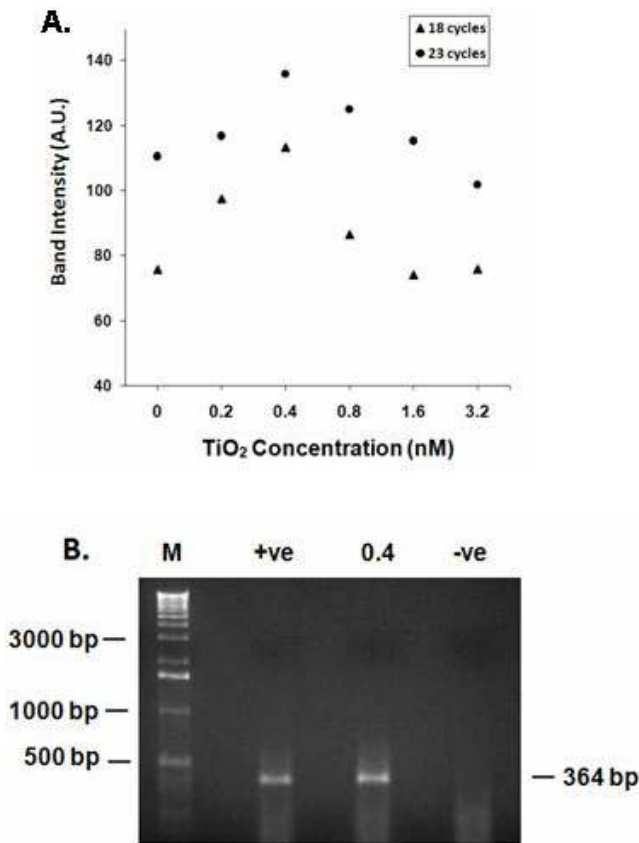 A.
▲ 18 cycles
● 23 cycles
140
120
100
80
60
40
Band Intensity (A.U.)
0 0.2 0.4 0.8 1.6 3.2
TiO₂ Concentration (nM)
B. M +ve 0.4 -ve
3000 bp
1000 bp
500 bp
364 bp